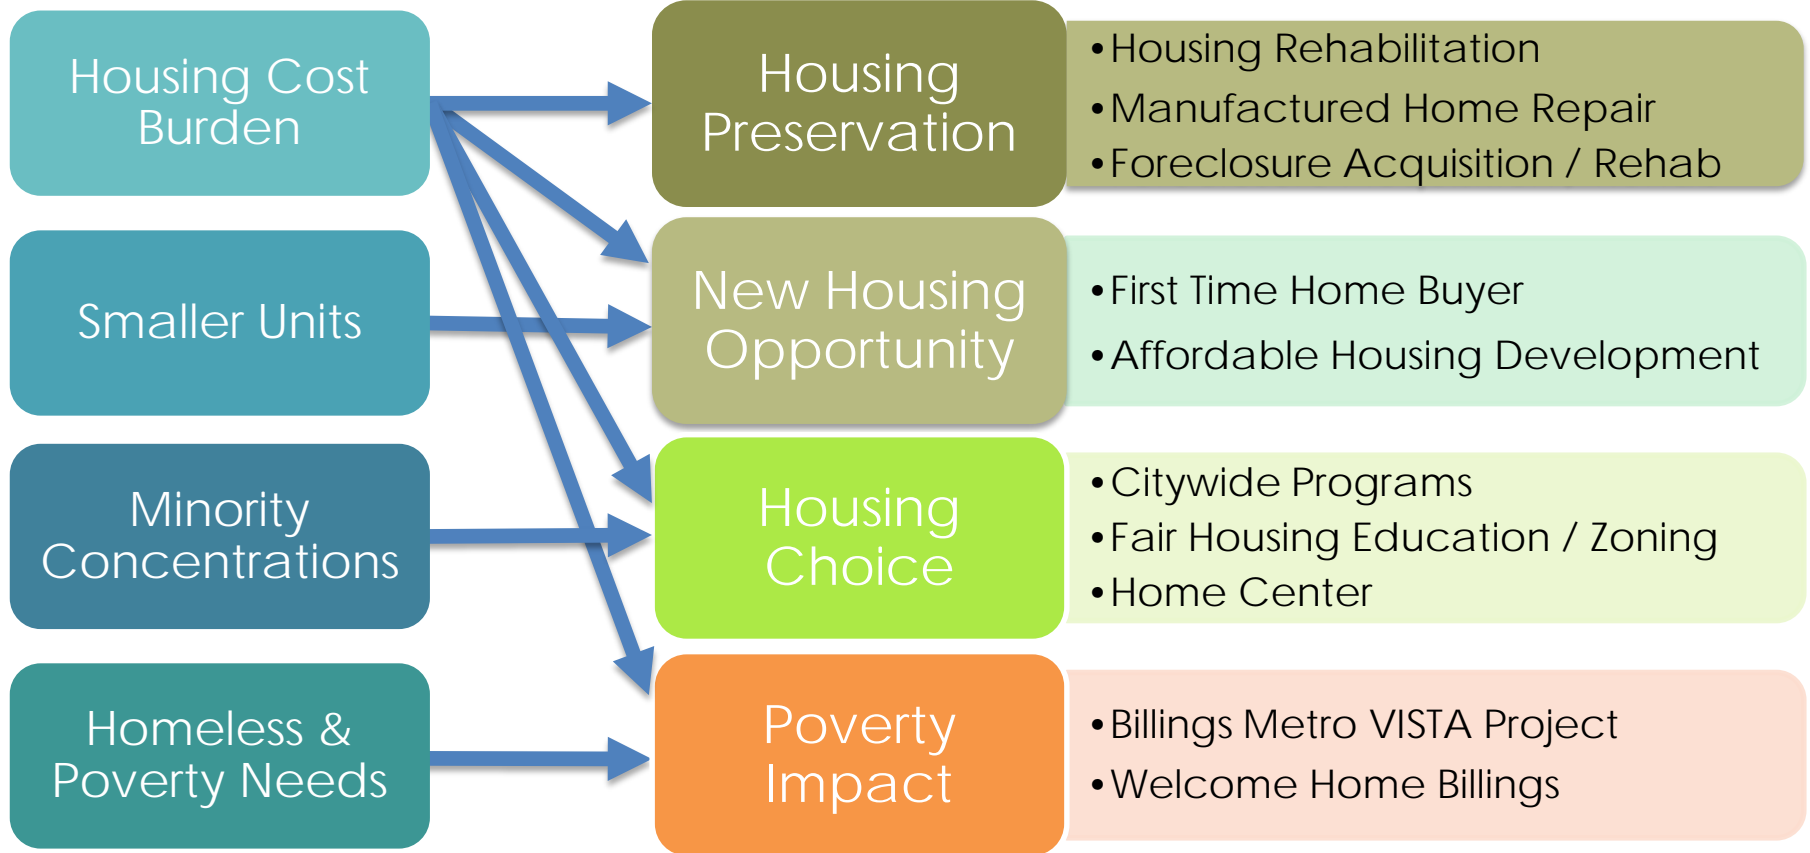 Housing Cost
Burden
Housing
Preservation
•Housing Rehabilitation
•Manufactured Home Repair
•Foreclosure Acquisition / Rehab
Smaller Units
New Housing
Opportunity
•First Time Home Buyer
•Affordable Housing Development
Minority
Concentrations
Housing
Choice
•Citywide Programs
•Fair Housing Education / Zoning
•Home Center
Homeless &
Poverty Needs
Poverty
Impact
•Billings Metro VISTA Project
•Welcome Home Billings